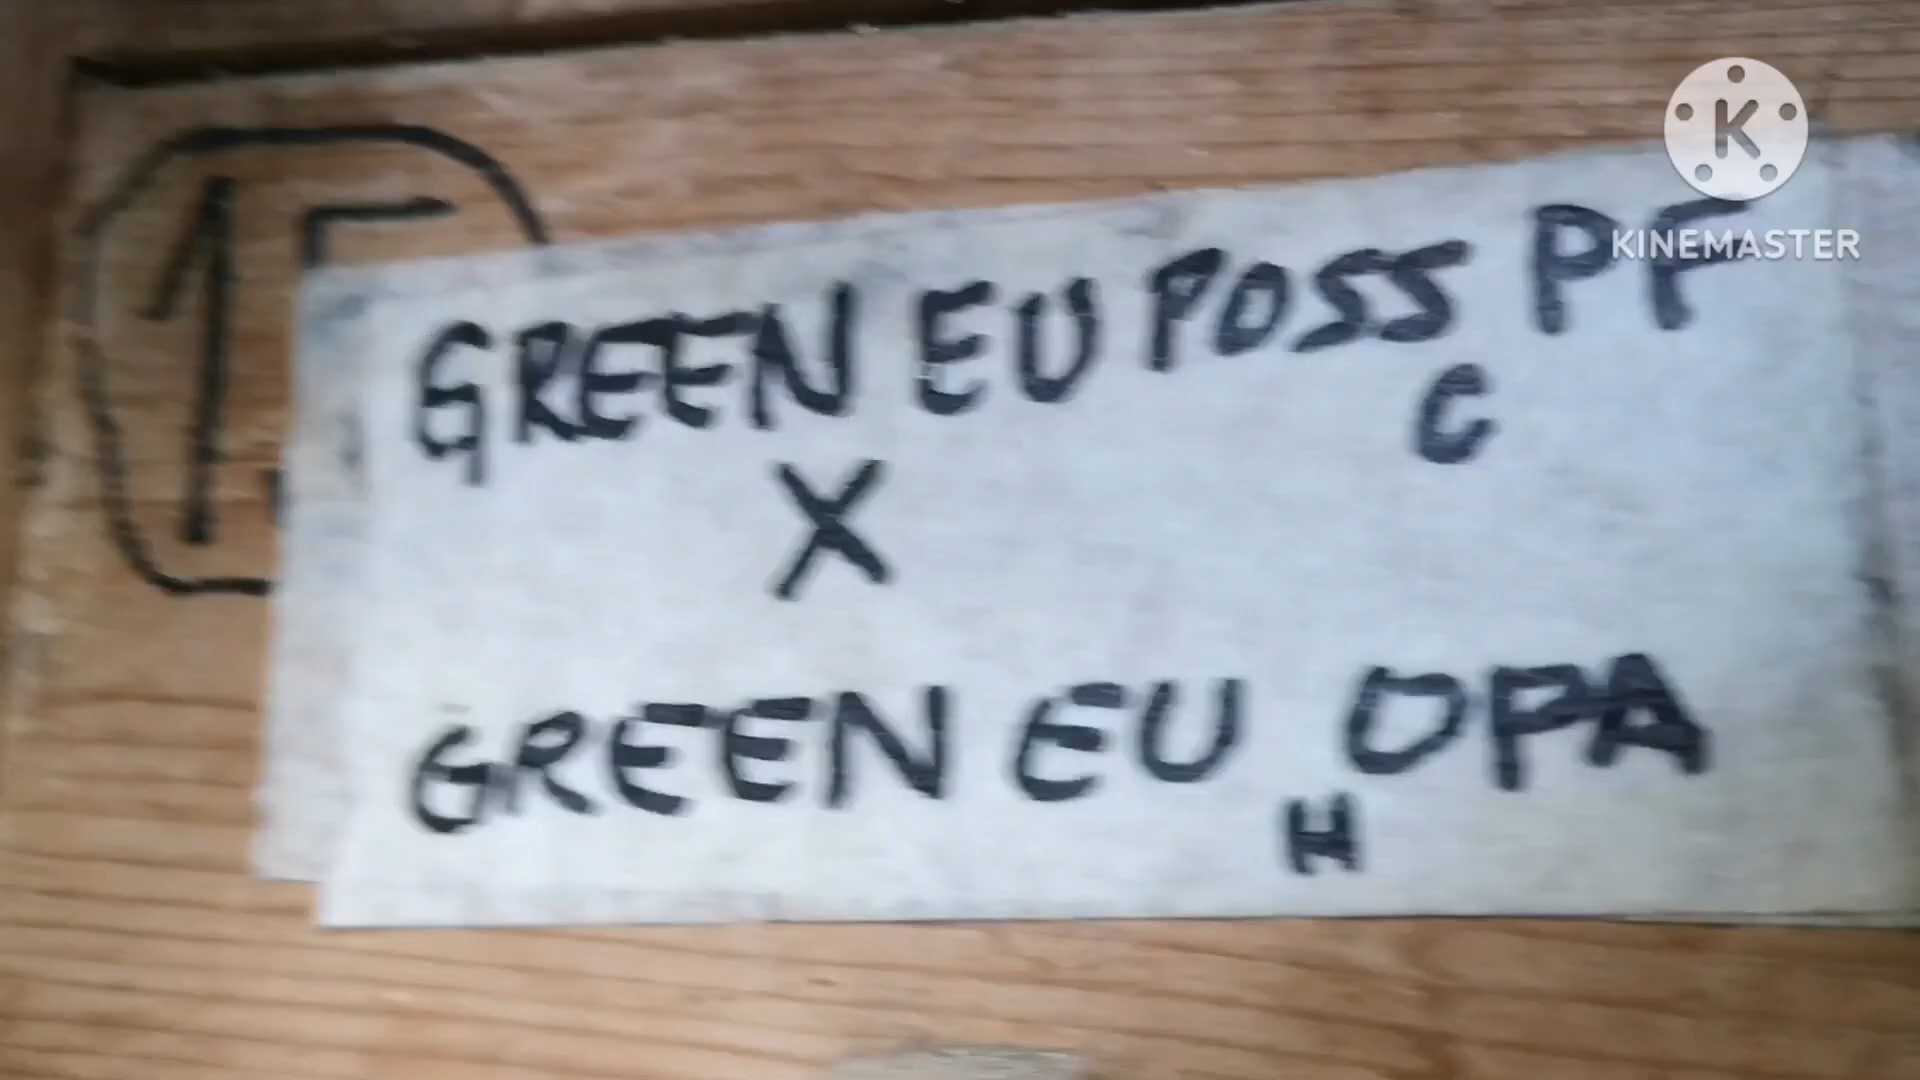 K
KINEMASTER
GREEN EU POSS PF
C
X
GREEN EU OPA
H